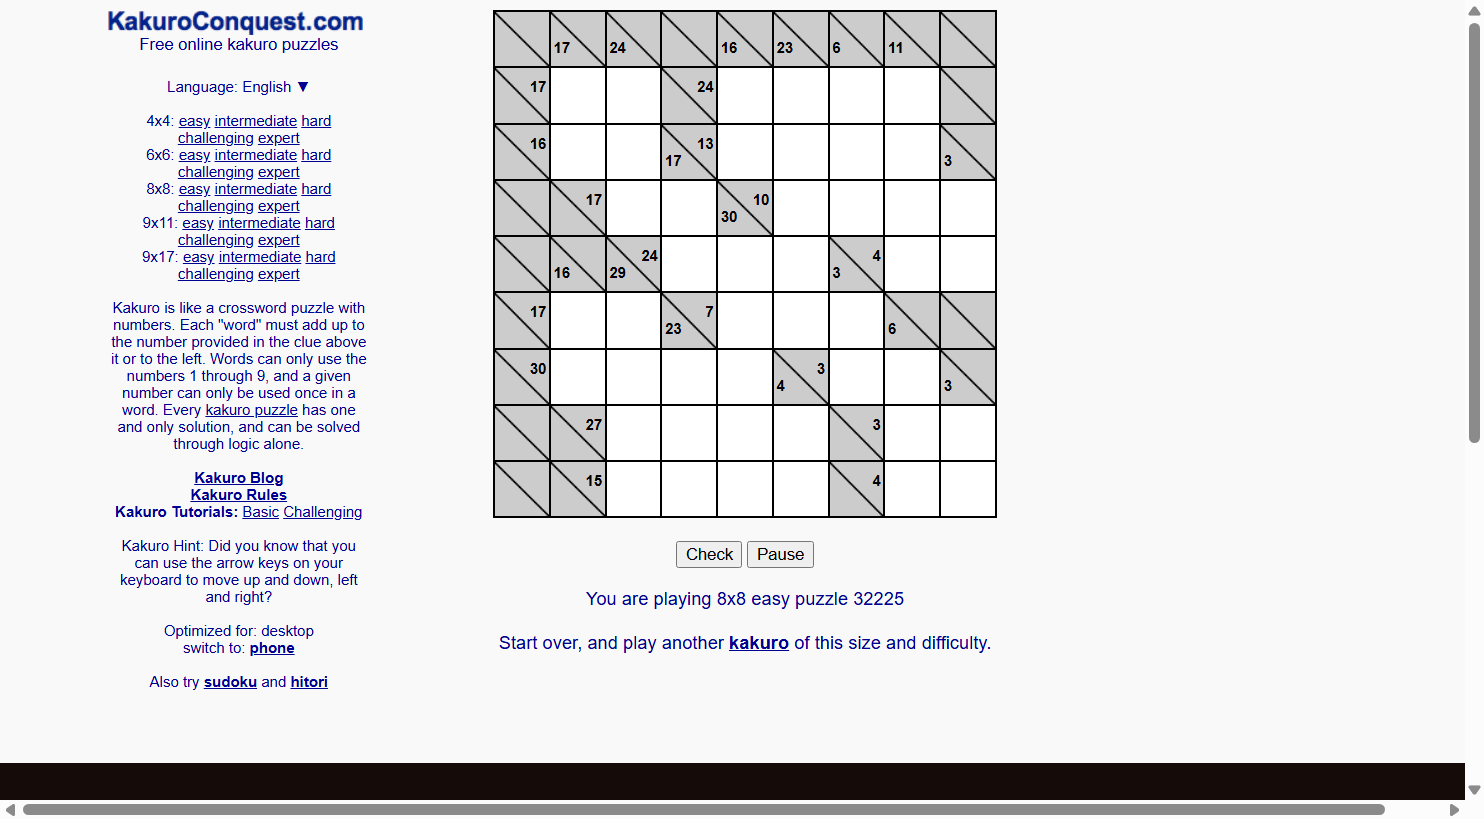 KakuroConquest.com
Free online kakuro puzzles
Language: English ▼
4x4: easy intermediate hard
challenging expert
6x6: easy intermediate hard
challenging expert
8x8: easy intermediate hard
challenging expert
9x11: easy intermediate hard
challenging expert
9x17: easy intermediate hard
challenging expert
Kakuro is like a crossword puzzle with
numbers. Each "word" must add up to
the number provided in the clue above
it or to the left. Words can only use the
numbers 1 through 9, and a given
number can only be used once in a
word. Every kakuro puzzle has one
and only solution, and can be solved
through logic alone.
Kakuro Blog
Kakuro Rules
Kakuro Tutorials: Basic Challenging
Kakuro Hint: Did you know that you
can use the arrow keys on your
keyboard to move up and down, left
and right?
Optimized for: desktop
switch to: phone
Also try sudoku and hitori
17 24 16 23 6 11
17 24
16 13
17 3
17 10
30
24 4
16 29 3
17 7
23 6
30 3
4 3
27 3
15 4
Check Pause
You are playing 8x8 easy puzzle 32225
Start over, and play another kakuro of this size and difficulty.